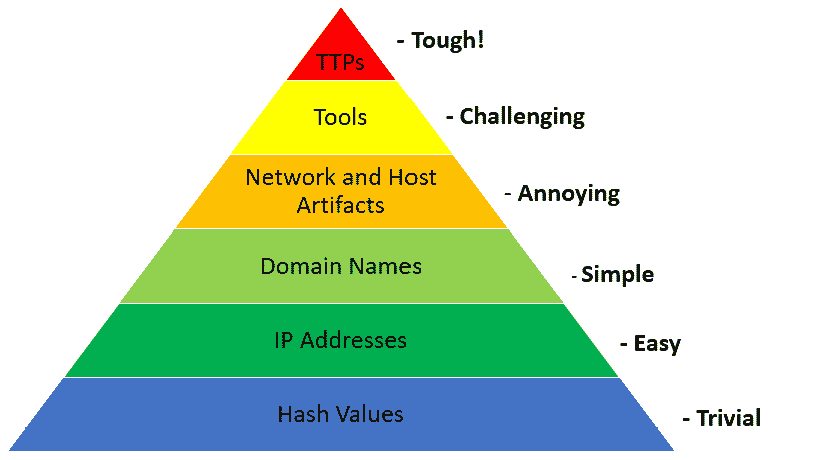 TTPs
- Tough!
Tools
- Challenging
Network and Host
Artifacts
- Annoying
Domain Names
- Simple
IP Addresses
- Easy
Hash Values
- Trivial